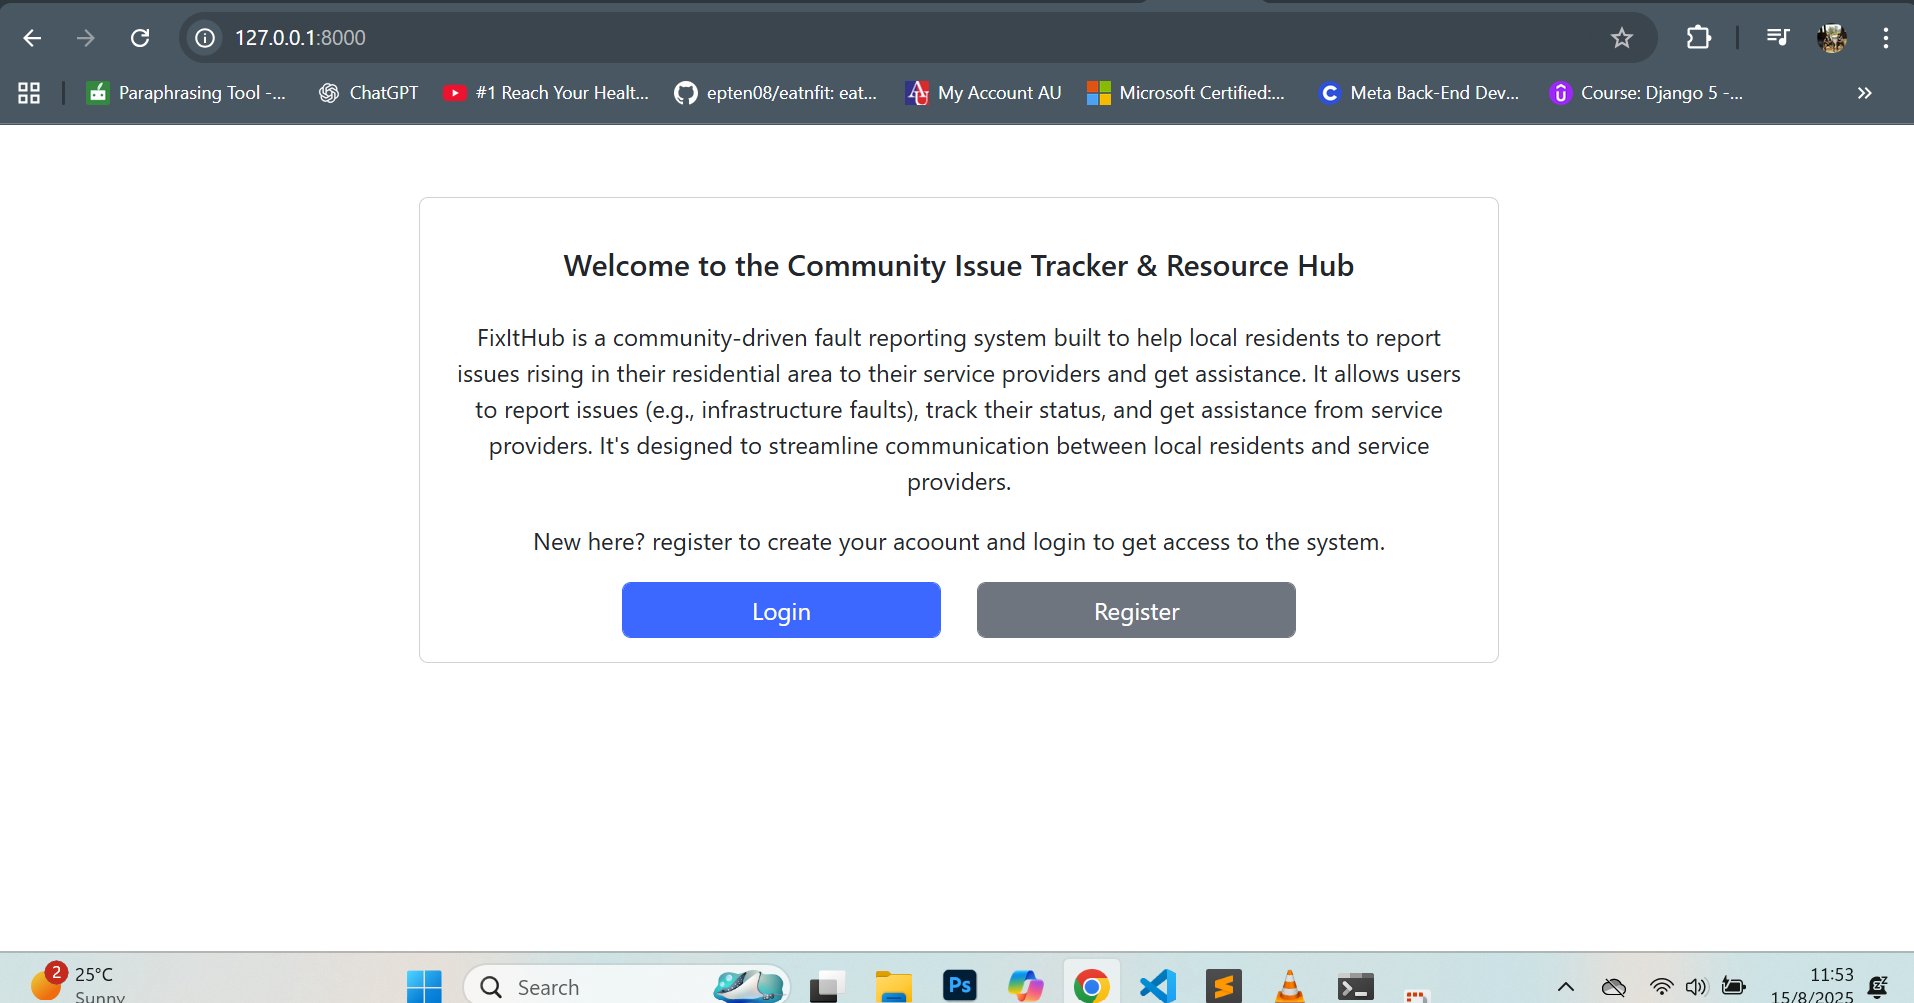 127.0.0.1:8000
Paraphrasing Tool -... ChatGPT #1 Reach Your Healt... epten08/eatnfit: eat... My Account AU Microsoft Certified:... Meta Back-End Dev... Course: Django 5 -...
Welcome to the Community Issue Tracker & Resource Hub
FixItHub is a community-driven fault reporting system built to help local residents to report
issues rising in their residential area to their service providers and get assistance. It allows users
to report issues (e.g., infrastructure faults), track their status, and get assistance from service
providers. It's designed to streamline communication between local residents and service
providers.
New here? register to create your acoount and login to get access to the system.
Login Register
2 25°C
Sunny
Search
Ps
11:53
15/8/2025